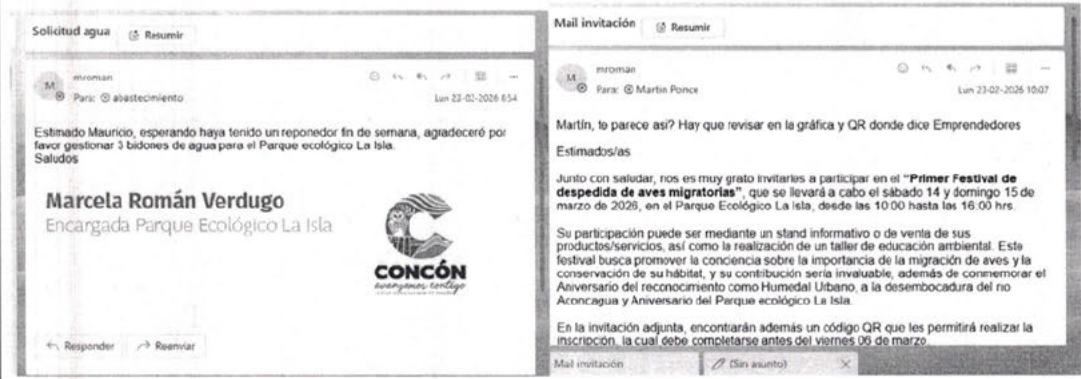 Solicitud agua
Resumir
M
mroman
Para: abastecimiento
Lun 23-02-2026 8:54
Estimado Mauricio, esperando haya tenido un reponedor fin de semana, agradeceré por
favor gestionar 3 bidones de agua para el Parque ecológico La Isla.
Saludos
Marcela Román Verdugo
Encargada Parque Ecológico La Isla
CONCÓN
avanzamos contigo
Responder
Reenviar
Mail invitación
Resumir
M
mroman
Para: Martin Ponce
Lun 23-02-2026 10:07
Martín, te parece asi? Hay que revisar en la gráfica y QR donde dice Emprendedores
Estimados/as
Junto con saludar, nos es muy grato invitarles a participar en el "Primer Festival de
despedida de aves migratorias", que se llevará a cabo el sábado 14 y domingo 15 de
marzo de 2026, en el Parque Ecológico La Isla, desde las 10:00 hasta las 16:00 hrs.
Su participación puede ser mediante un stand informativo o de venta de sus
productos/servicios, así como la realización de un taller de educación ambiental. Este
festival busca promover la conciencia sobre la importancia de la migración de aves y la
conservación de su hábitat, y su contribución sería invaluable, además de conmemorar el
Aniversario del reconocimiento como Humedal Urbano, a la desembocadura del rio
Aconcagua y Aniversario del Parque ecológico La Isla.
En la invitación adjunta, encontrarán además un código QR que les permitirá realizar la
inscripción, la cual debe completarse antes del viernes 06 de marzo.
Mail invitación
(Sin asunto)